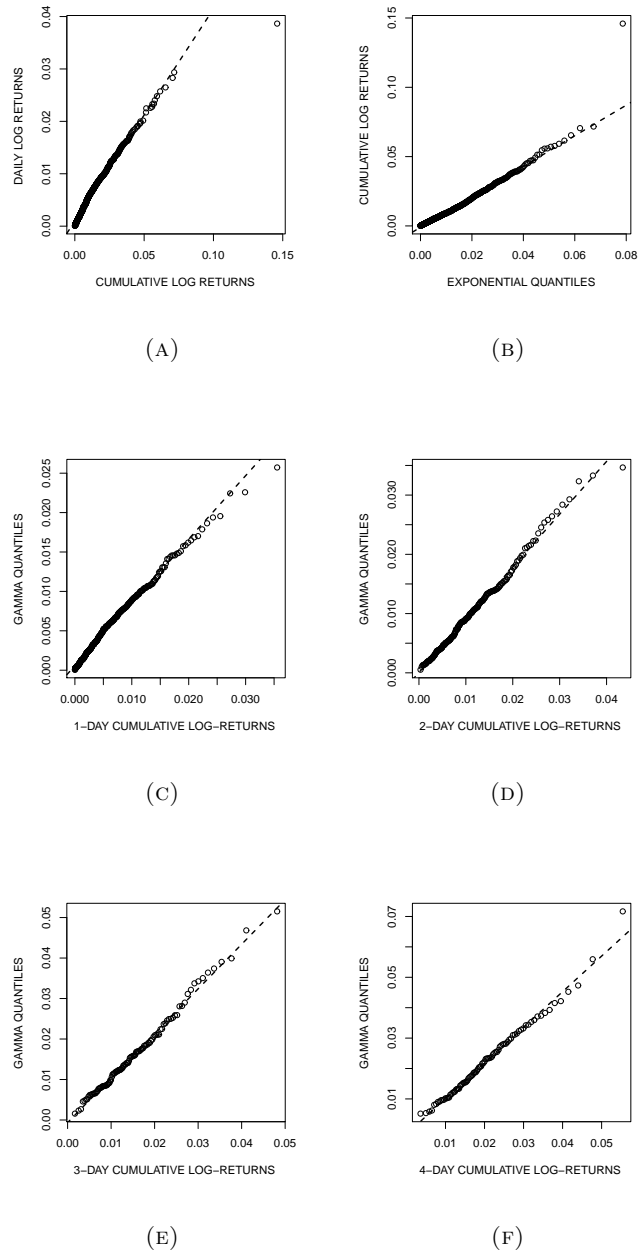 DAILY LOG RETURNS
0.00 0.01 0.02 0.03 0.04
0.00 0.05 0.10 0.15
CUMULATIVE LOG RETURNS
(A)
CUMULATIVE LOG RETURNS
0.00 0.05 0.10 0.15
0.00 0.02 0.04 0.06 0.08
EXPONENTIAL QUANTILES
(B)
GAMMA QUANTILES
0.000 0.005 0.010 0.015 0.020 0.025
0.000 0.010 0.020 0.030
1−DAY CUMULATIVE LOG−RETURNS
(C)
GAMMA QUANTILES
0.000 0.010 0.020 0.030
0.00 0.01 0.02 0.03 0.04
2−DAY CUMULATIVE LOG−RETURNS
(D)
GAMMA QUANTILES
0.00 0.01 0.02 0.03 0.04 0.05
0.00 0.01 0.02 0.03 0.04 0.05
3−DAY CUMULATIVE LOG−RETURNS
(E)
GAMMA QUANTILES
0.01 0.03 0.05 0.07
0.01 0.02 0.03 0.04 0.05
4−DAY CUMULATIVE LOG−RETURNS
(F)